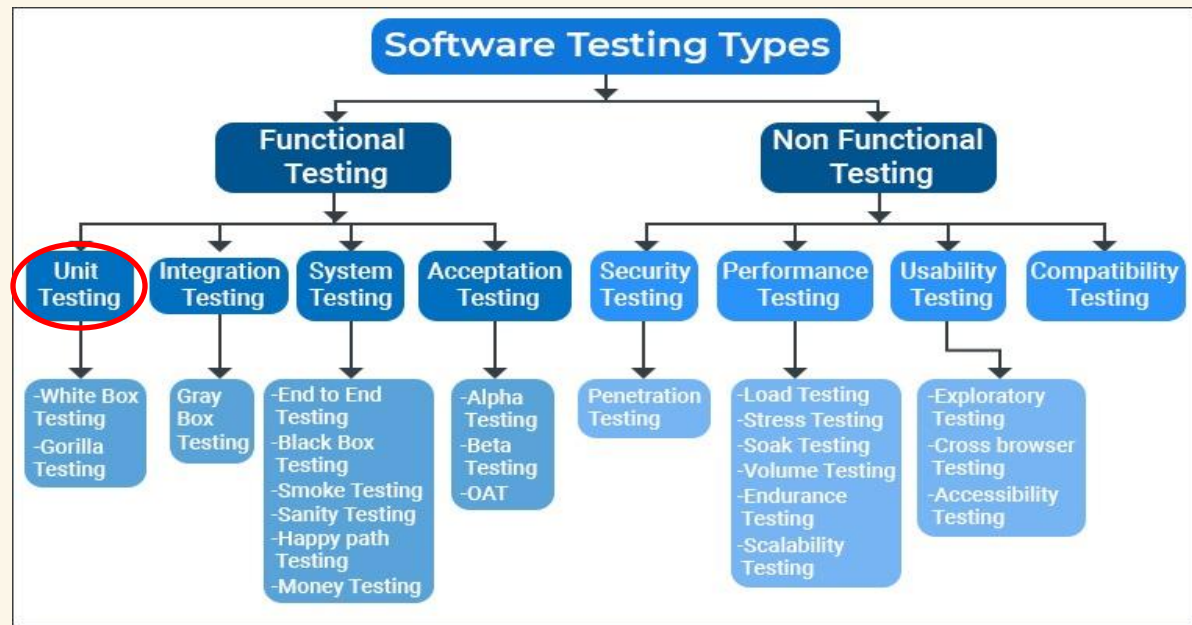 Software Testing Types
Functional
Testing
Non Functional
Testing
Unit
Testing
Integration
Testing
System
Testing
Acceptation
Testing
Security
Testing
Performance
Testing
Usability
Testing
Compatibility
Testing
-White Box
Testing
-Gorilla
Testing
Gray
Box
Testing
-End to End
Testing
-Black Box
Testing
-Smoke Testing
-Sanity Testing
-Happy path
Testing
-Money Testing
-Alpha
Testing
-Beta
Testing
-OAT
Penetration
Testing
-Load Testing
-Stress Testing
-Soak Testing
-Volume Testing
-Endurance
Testing
-Scalability
Testing
-Exploratory
Testing
-Cross browser
Testing
-Accessibility
Testing